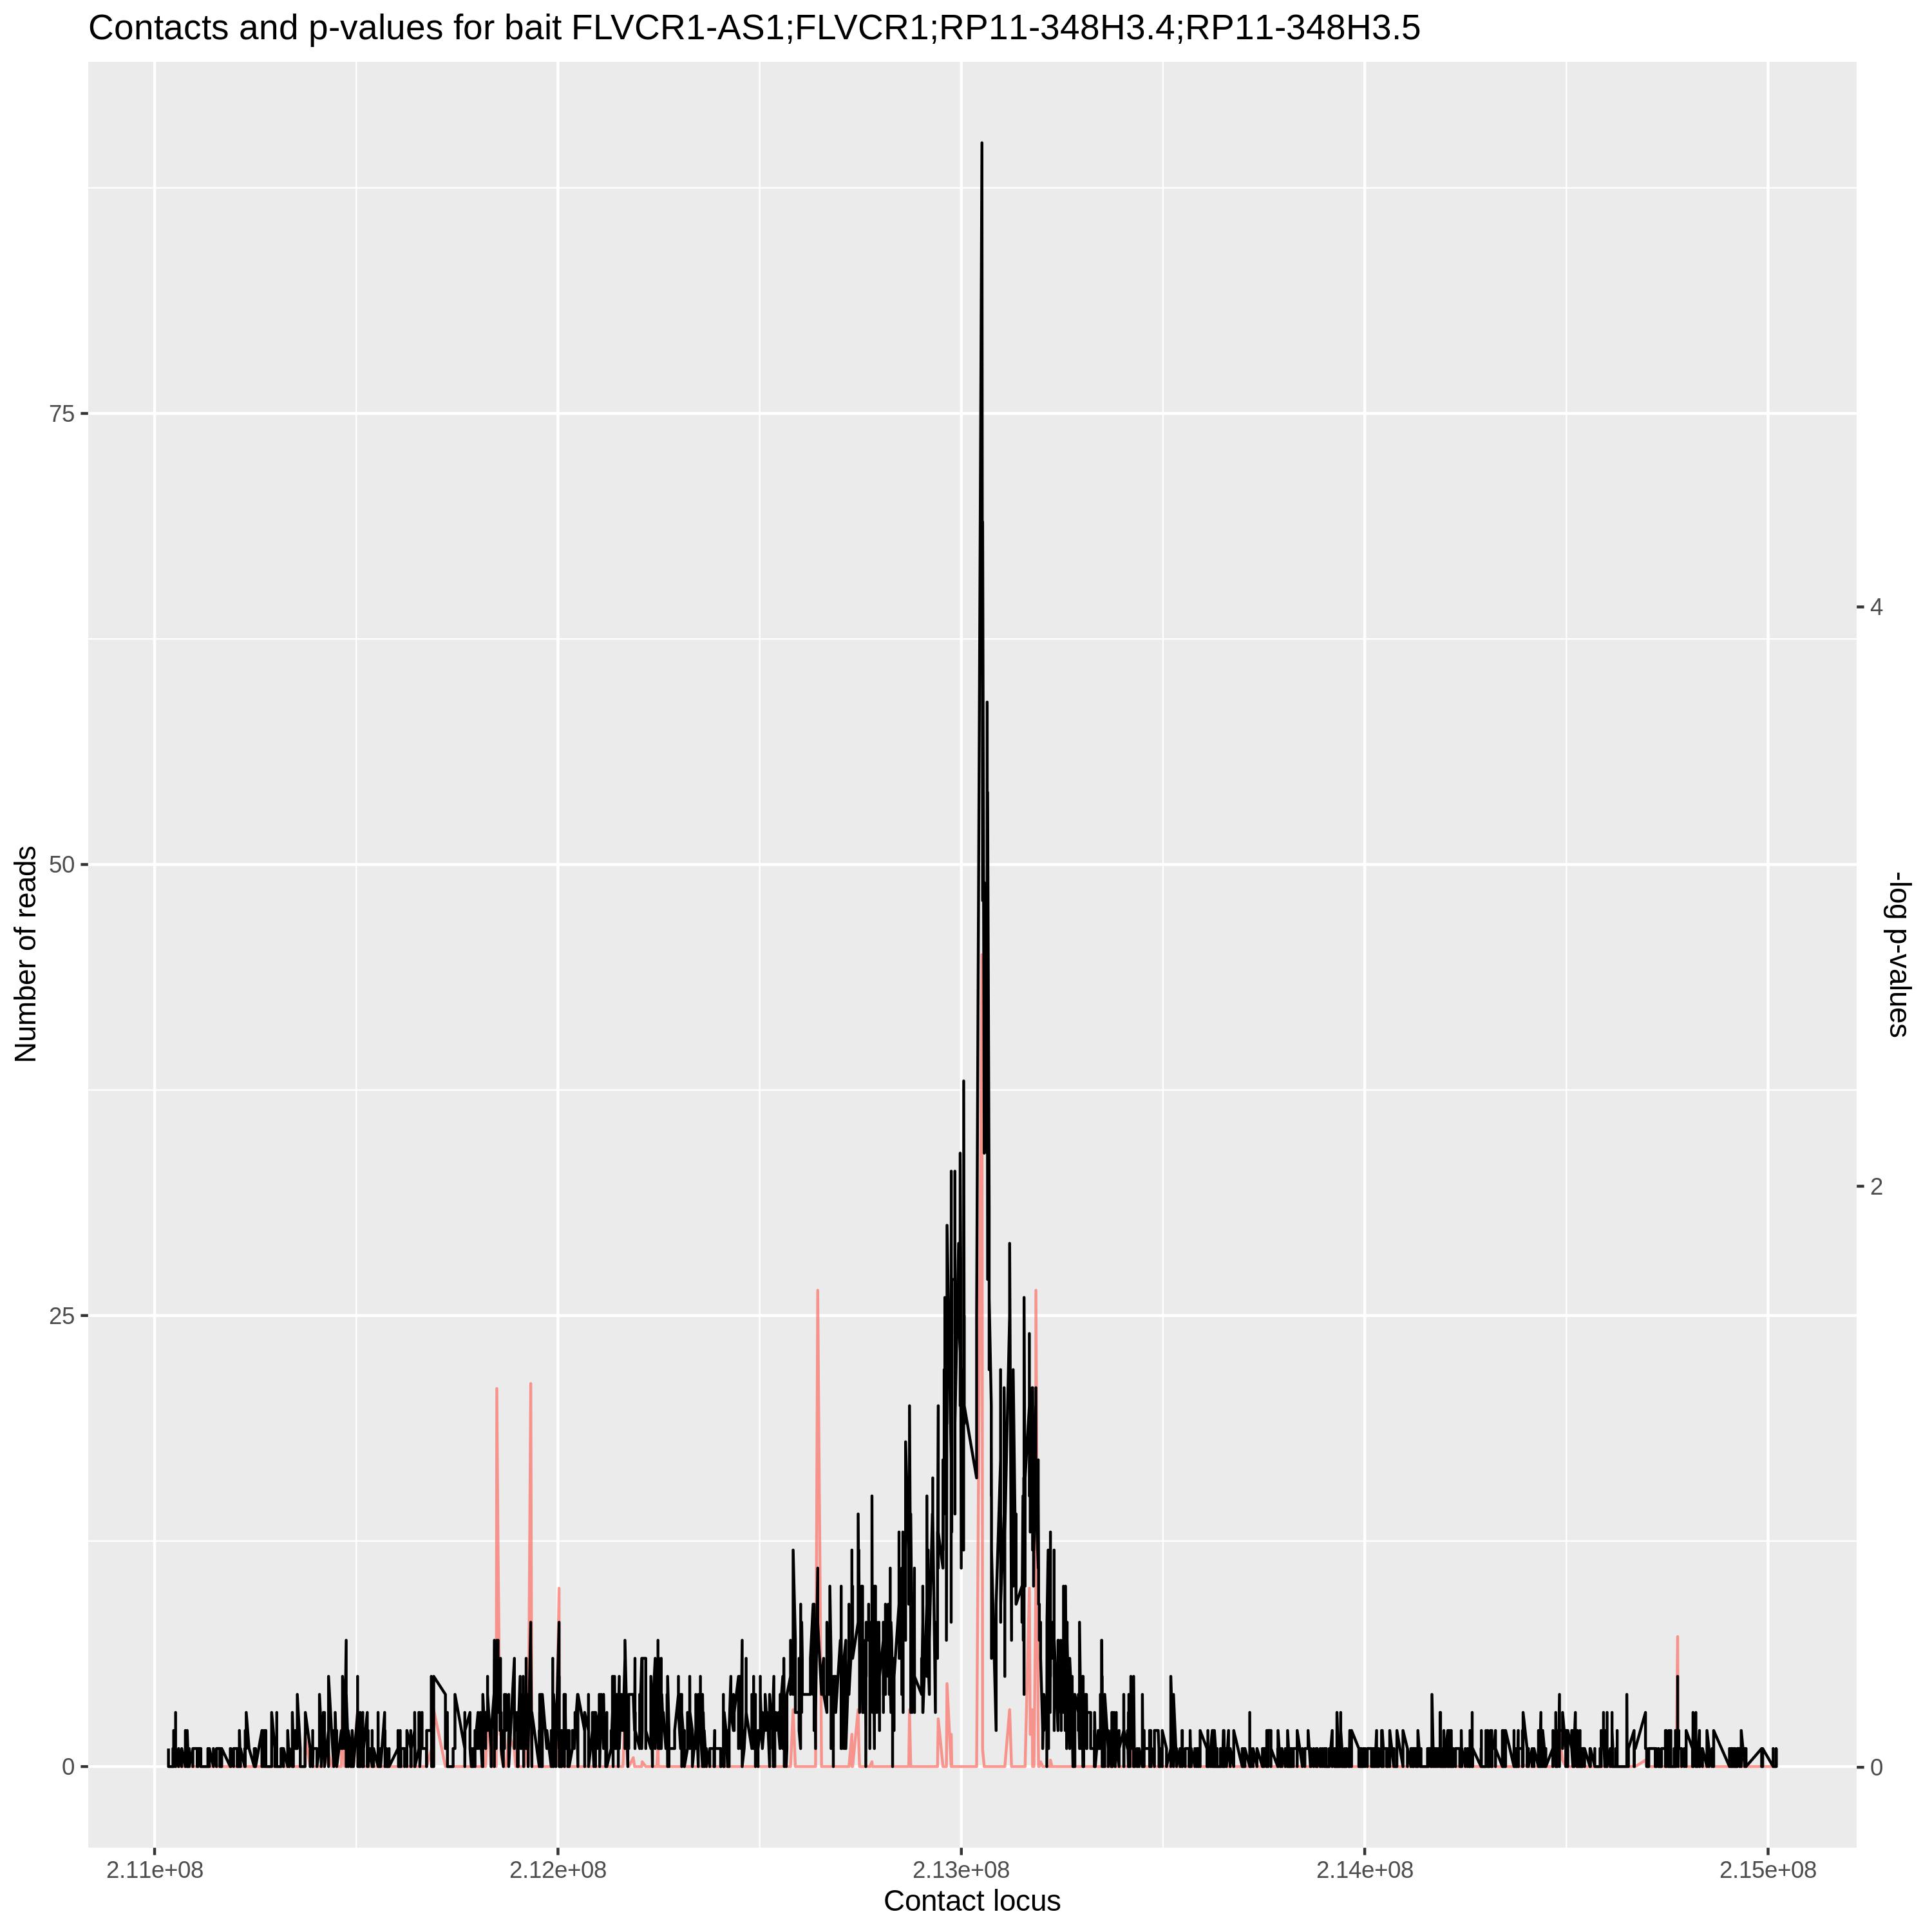 Contacts and p-values for bait FLVCR1-AS1;FLVCR1;RP11-348H3.4;RP11-348H3.5
75
50
25
0
Number of reads
4
2
0
-log p-values
2.11e+08 2.12e+08 2.13e+08 2.14e+08 2.15e+08
Contact locus